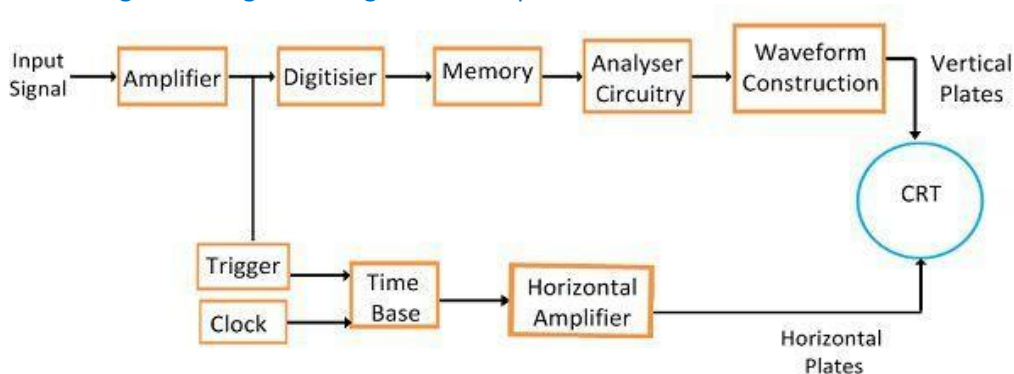 Input
Signal
Amplifier
Digitisier
Memory
Analyser
Circuitry
Waveform
Construction
Vertical
Plates
CRT
Trigger
Clock
Time
Base
Horizontal
Amplifier
Horizontal
Plates